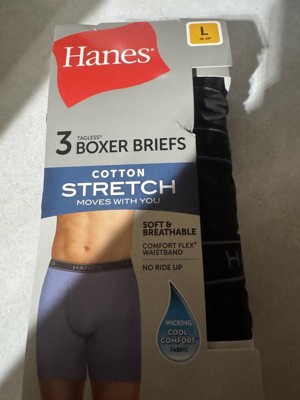 Hanes
L
3 TAGLESS®
BOXER BRIEFS
COTTON
STRETCH
MOVES WITH YOU
SOFT &
BREATHABLE
COMFORT FLEX®
WAISTBAND
NO RIDE UP
HANES
WICKING
COOL
COMFORT
FABRIC
H